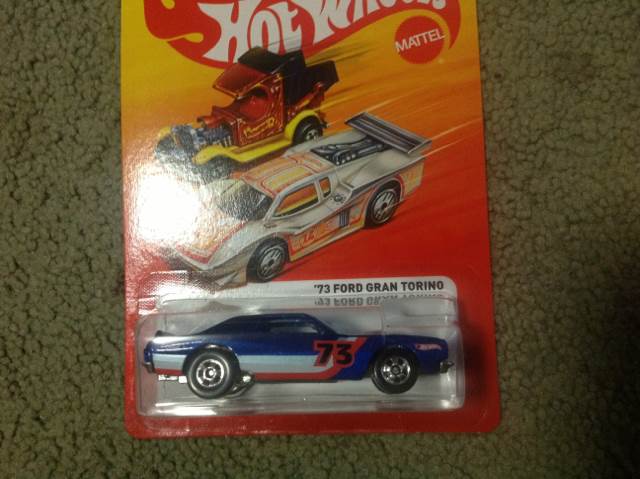 HOT WHEELS
MATTEL
'73 FORD GRAN TORINO
73